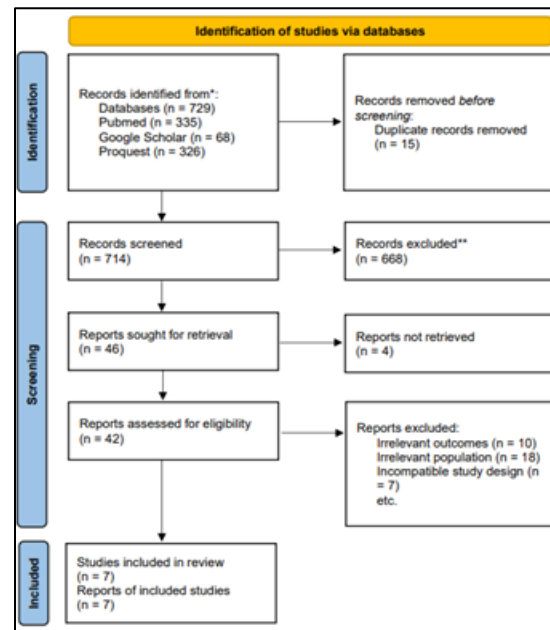 Identification of studies via databases
Identification
Records identified from*:
Databases (n = 729)
Pubmed (n = 335)
Google Scholar (n = 68)
Proquest (n = 326)
Records removed before
screening:
Duplicate records removed
(n = 15)
Screening
Records screened
(n = 714)
Records excluded**
(n = 668)
Reports sought for retrieval
(n = 46)
Reports not retrieved
(n = 4)
Reports assessed for eligibility
(n = 42)
Reports excluded:
Irrelevant outcomes (n = 10)
Irrelevant population (n = 18)
Incompatible study design (n
= 7)
etc.
Included
Studies included in review
(n = 7)
Reports of included studies
(n = 7)